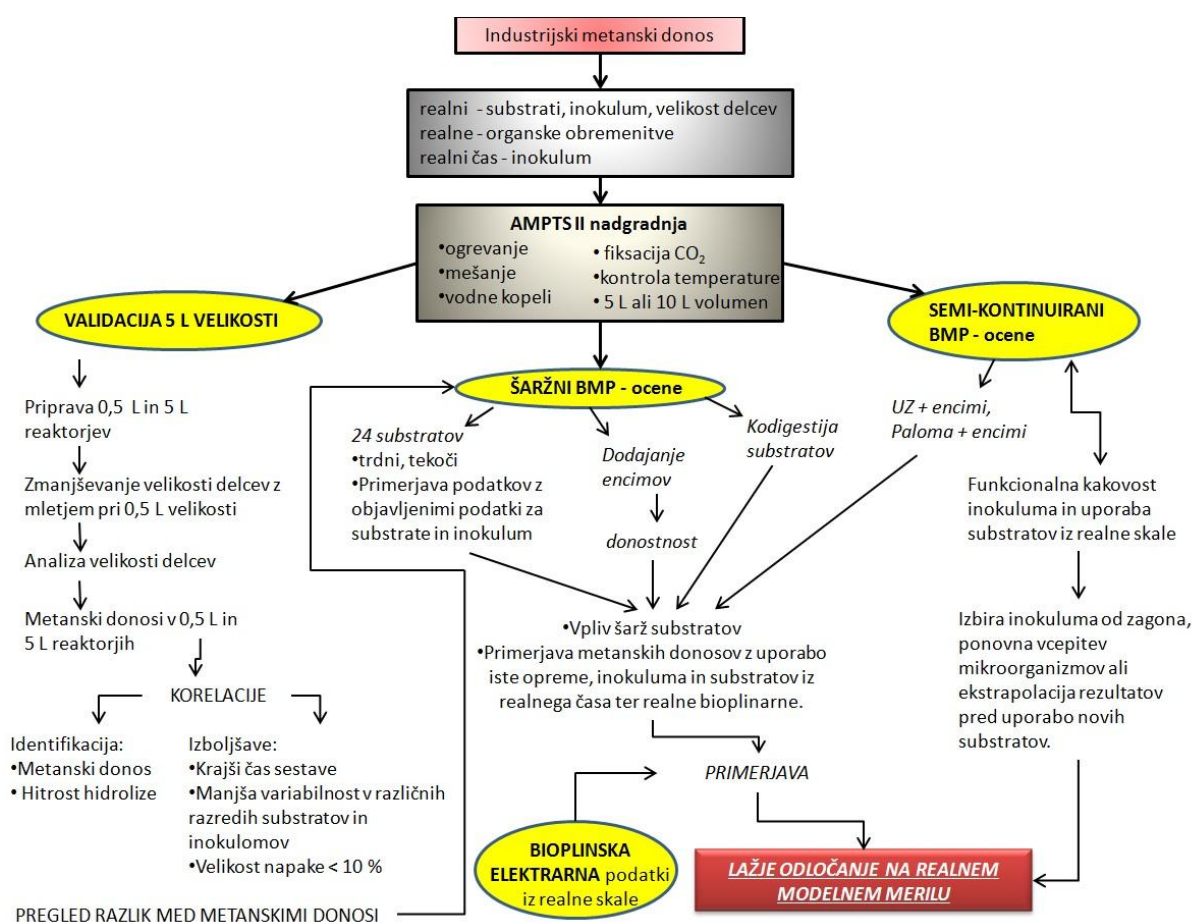 Industrijski metanski donos
realni - substrati, inokulum, velikost delcev
realne - organske obremenitve
realni čas - inokulum
AMPTS II nadgradnja
•ogrevanje
•mešanje
•vodne kopeli
• fiksacija CO₂
•kontrola temperature
• 5 L ali 10 L volumen
VALIDACIJA 5 L VELIKOSTI
Priprava 0,5 L in 5 L
reaktorjev
Zmanjševanje velikosti delcev z
mletjem pri 0,5 L velikosti
Analiza velikosti delcev
Metanski donosi v 0,5 L in
5 L reaktorjih
KORELACIJE
Identifikacija:
•Metanski donos
• Hitrost hidrolize
Izboljšave:
• Krajši čas sestave
• Manjša variabilnost v različnih
razredih substratov in
inokulomov
•Velikost napake < 10 %
PREGLED RAZLIK MED METANSKIMI DONOSI
ŠARŽNI BMP - ocene
24 substratov
• trdni, tekoči
• Primerjava podatkov z
objavljenimi podatki za
substrate in inokulum
Dodajanje
encimov
donostnost
Kodigestija
substratov
•Vpliv šarž substratov
•Primerjava metanskih donosov z uporabo
iste opreme, inokuluma in substratov iz
realnega časa ter realne bioplinarne.
PRIMERJAVA
BIOPLINSKA
ELEKTRARNA podatki
iz realne skale
SEMI-KONTINUIRANI
BMP - ocene
UZ + encimi,
Paloma + encimi
Funkcionalna kakovost
inokuluma in uporaba
substratov iz realne skale
Izbira inokuluma od zagona,
ponovna vcepitev
mikroorganizmov ali
ekstrapolacija rezultatov
pred uporabo novih
substratov.
LAŽJE ODLOČANJE NA REALNEM
MODELNEM MERILU